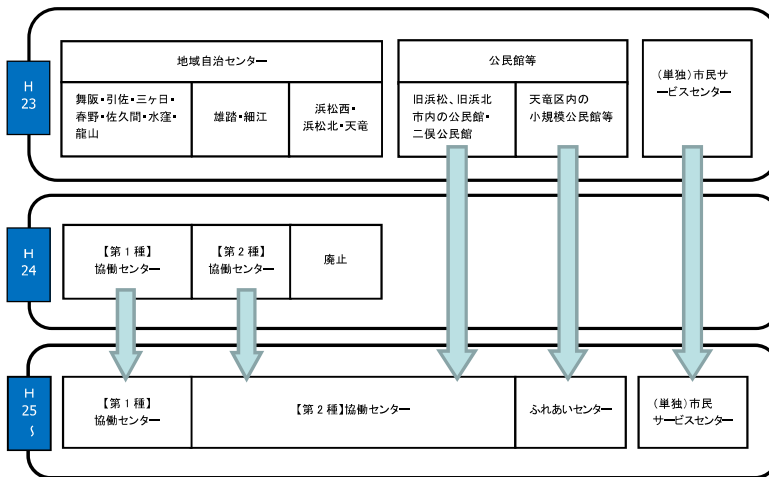 H
23
地域自治センター
舞阪・引佐・三ヶ日・
春野・佐久間・水窪・
龍山
雄踏・細江
浜松西・
浜松北・天竜
公民館等
旧浜松、旧浜北
市内の公民館・
二俣公民館
天竜区内の
小規模公民館等
(単独)市民サ
ービスセンター
H
24
【第1種】
協働センター
【第2種】
協働センター
廃止
H
25
～
【第1種】
協働センター
【第2種】協働センター
ふれあいセンター
(単独)市民
サービスセンター